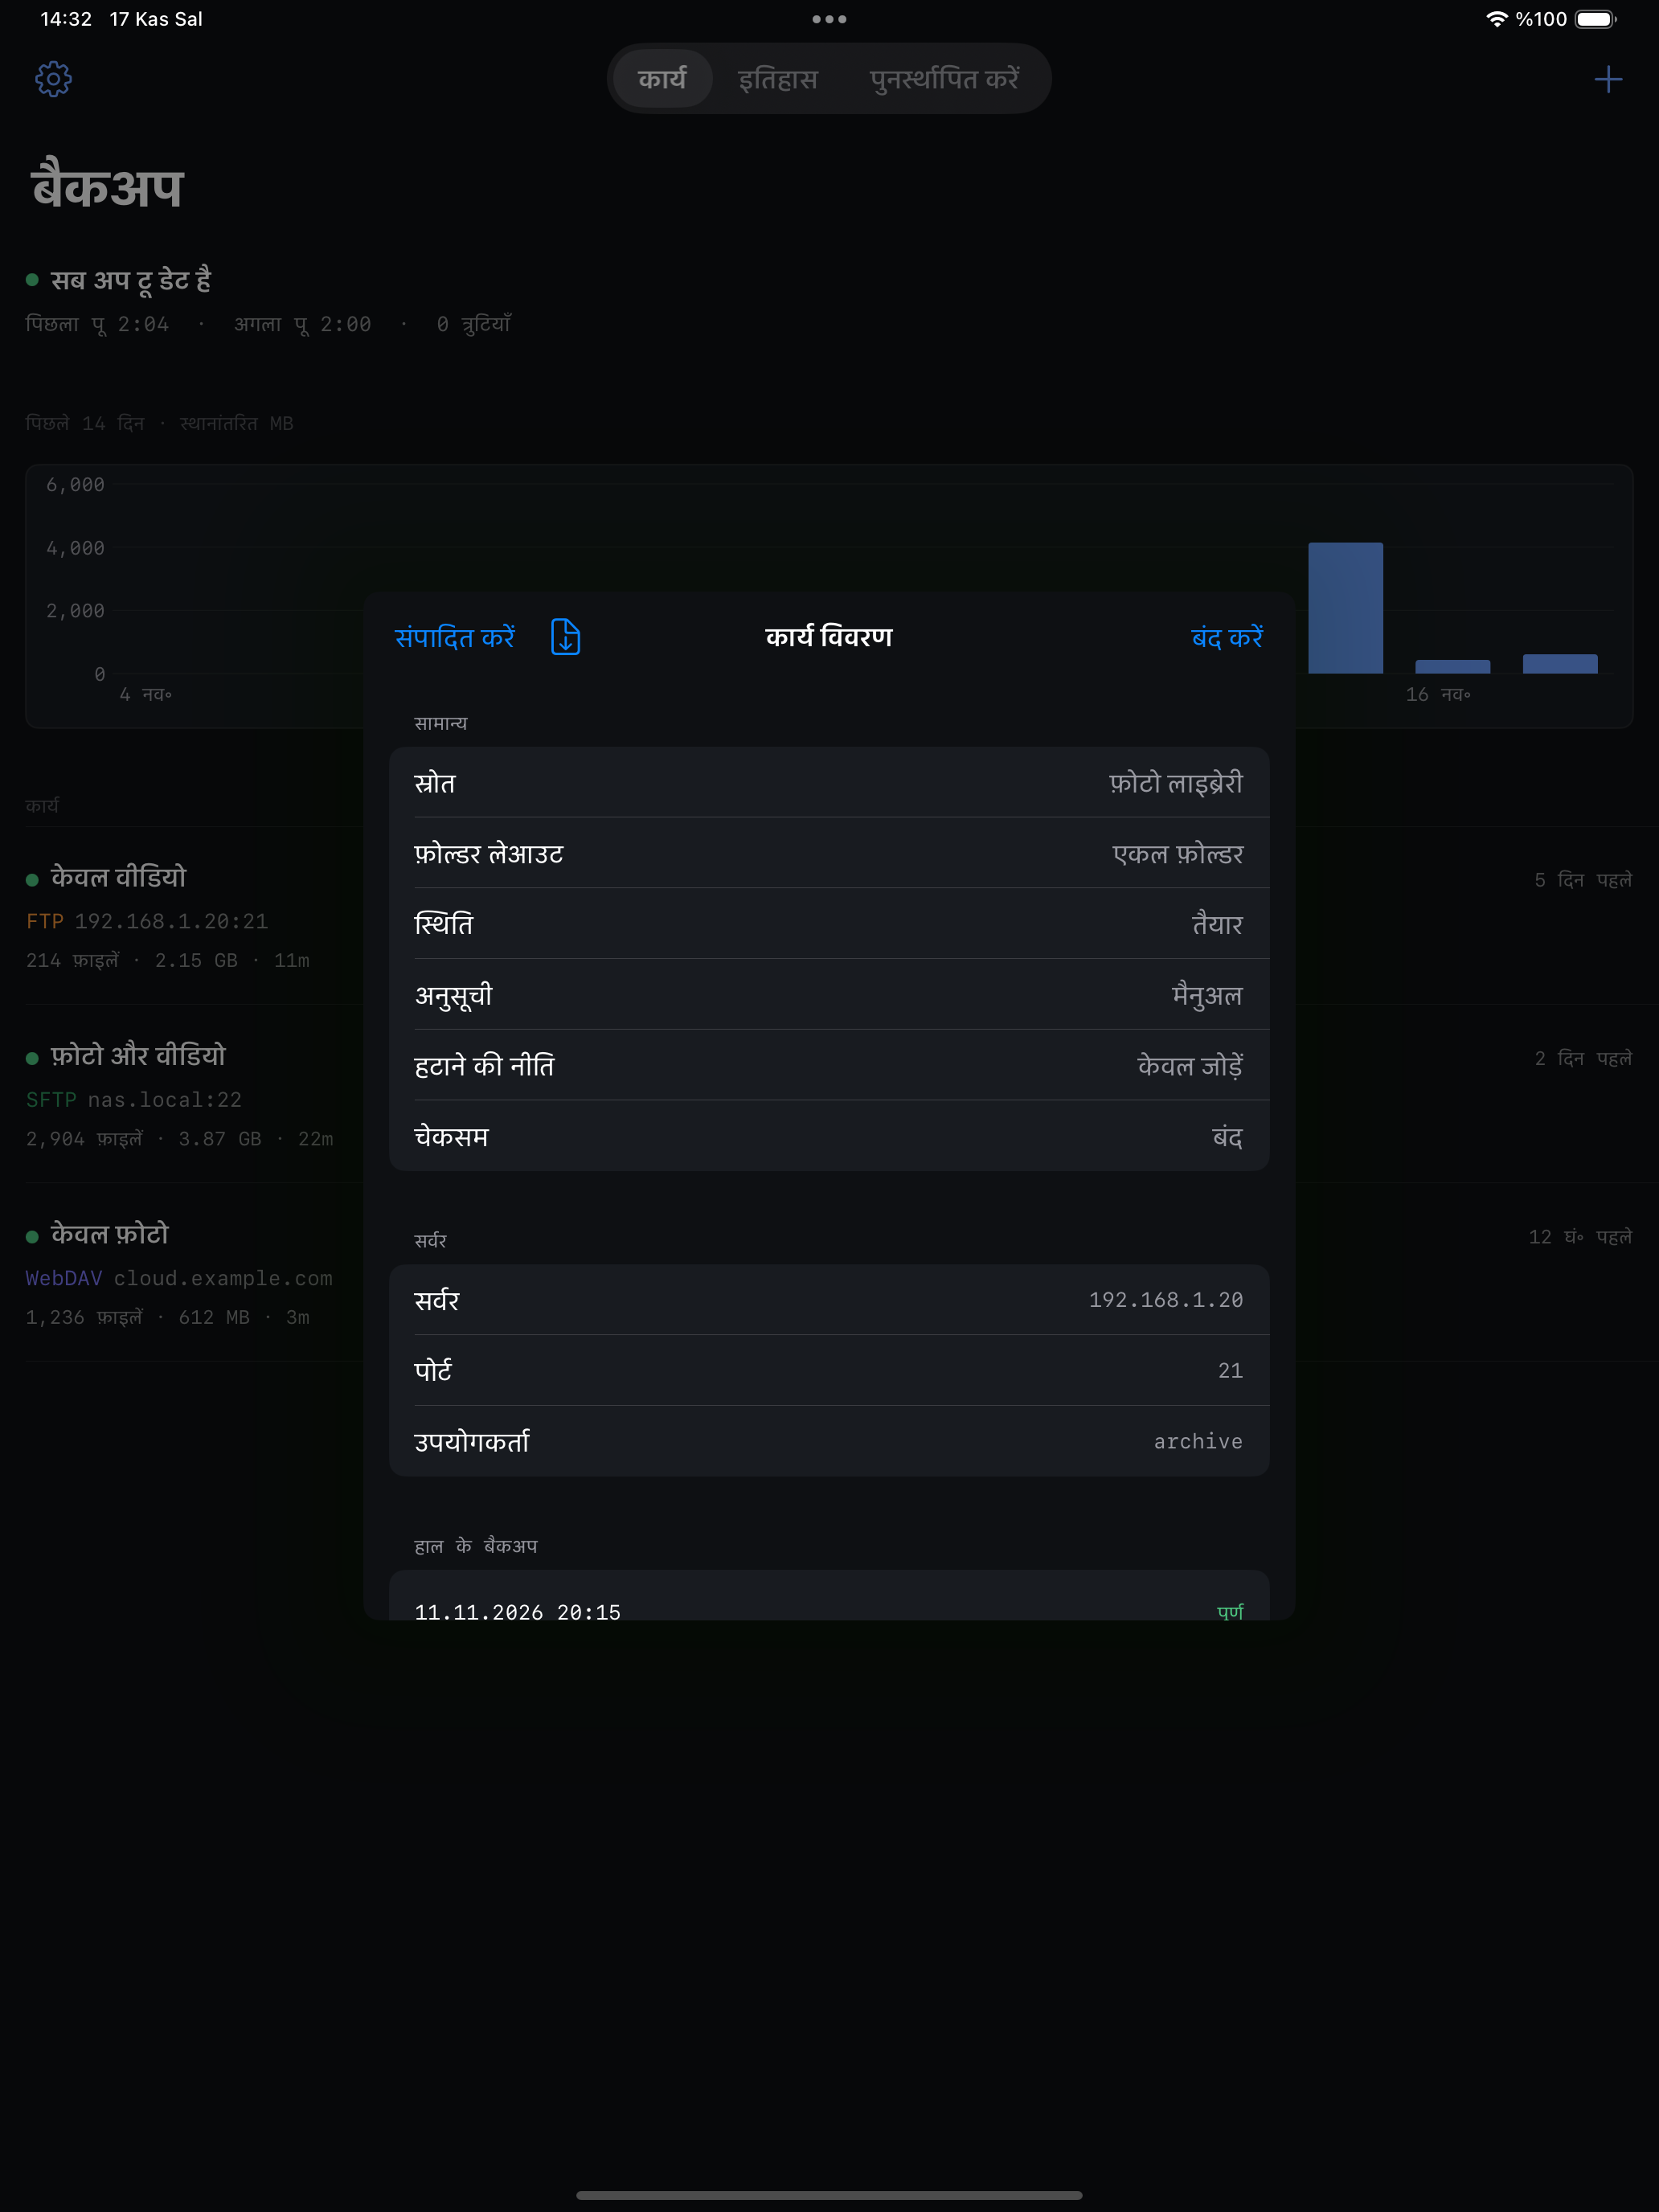 14:32 17 Kas Sal
%100
कार्य
इतिहास
पुनर्स्थापित करें
बैकअप
सब अप टू डेट है
पिछला पू 2:04 · अगला पू 2:00 · 0 त्रुटियाँ
पिछले 14 दिन · स्थानांतरित MB
6,000
4,000
2,000
0
4 नव॰
16 नव॰
कार्य
केवल वीडियो
5 दिन पहले
FTP 192.168.1.20:21
214 फ़ाइलें · 2.15 GB · 11m
फ़ोटो और वीडियो
2 दिन पहले
SFTP nas.local:22
2,904 फ़ाइलें · 3.87 GB · 22m
केवल फ़ोटो
12 घं॰ पहले
WebDAV cloud.example.com
1,236 फ़ाइलें · 612 MB · 3m
संपादित करें
कार्य विवरण
बंद करें
सामान्य
स्रोत फ़ोटो लाइब्रेरी
फ़ोल्डर लेआउट एकल फ़ोल्डर
स्थिति तैयार
अनुसूची मैनुअल
हटाने की नीति केवल जोड़ें
चेकसम बंद
सर्वर
सर्वर 192.168.1.20
पोर्ट 21
उपयोगकर्ता archive
हाल के बैकअप
11.11.2026 20:15 पूर्ण